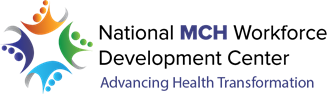 National MCH Workforce
Development Center
Advancing Health Transformation